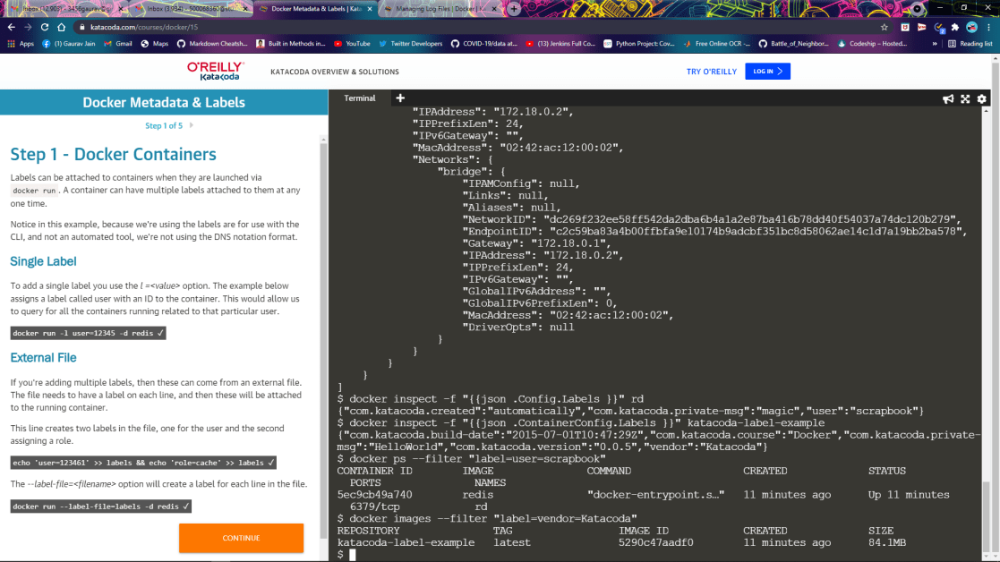 Inbox (12,903) - 3456gaurav@g
Inbox (3,934) - 500068360@
Docker Metadata & Labels | Kata
Managing Log Files | Docker | Ka
katacoda.com/courses/docker/15
Apps
(1) Gaurav Jain
Gmail
Maps
Markdown Cheatsh...
Built in Methods in...
YouTube
Twitter Developers
COVID-19/data at...
(13) Jenkins Full Co...
Python Project: Cov...
Free Online OCR -...
Battle_of_Neighbor...
Codeship – Hosted...
»
Reading list
O'REILLY
Katacoda
KATACODA OVERVIEW & SOLUTIONS
TRY O'REILLY
LOG IN
Docker Metadata & Labels
Step 1 of 5
Step 1 - Docker Containers
Labels can be attached to containers when they are launched via
docker run. A container can have multiple labels attached to them at any
one time.
Notice in this example, because we're using the labels are for use with the
CLI, and not an automated tool, we're not using the DNS notation format.
Single Label
To add a single label you use the l =<value> option. The example below
assigns a label called user with an ID to the container. This would allow us
to query for all the containers running related to that particular user.
docker run -l user=12345 -d redis ✓
External File
If you're adding multiple labels, then these can come from an external file.
The file needs to have a label on each line, and then these will be attached
to the running container.
This line creates two labels in the file, one for the user and the second
assigning a role.
echo 'user=123461' >> labels && echo 'role=cache' >> labels ✓
The --label-file=<filename> option will create a label for each line in the file.
docker run --label-file=labels -d redis ✓
CONTINUE
Terminal
"IPAddress": "172.18.0.2",
"IPPrefixLen": 24,
"IPv6Gateway": "",
"MacAddress": "02:42:ac:12:00:02",
"Networks": {
"bridge": {
"IPAMConfig": null,
"Links": null,
"Aliases": null,
"NetworkID": "dc269f232ee58ff542da2dba6b4a1a2e87ba416b78dd40f54037a74dc120b279",
"EndpointID": "c2c59ba83a4b00ffbfa9e10174b9adcbf351bc8d58062ae14c1d7a19bb2ba578",
"Gateway": "172.18.0.1",
"IPAddress": "172.18.0.2",
"IPPrefixLen": 24,
"IPv6Gateway": "",
"GlobalIPv6Address": "",
"GlobalIPv6PrefixLen": 0,
"MacAddress": "02:42:ac:12:00:02",
"DriverOpts": null
}
}
}
}
]
$ docker inspect -f "{{json .Config.Labels }}" rd
{"com.katacoda.created":"automatically","com.katacoda.private-msg":"magic","user":"scrapbook"}
$ docker inspect -f "{{json .ContainerConfig.Labels }}" katacoda-label-example
{"com.katacoda.build-date":"2015-07-01T10:47:29Z","com.katacoda.course":"Docker","com.katacoda.private-
msg":"HelloWorld","com.katacoda.version":"0.0.5","vendor":"Katacoda"}
$ docker ps --filter "label=user=scrapbook"
CONTAINER ID IMAGE COMMAND CREATED STATUS
PORTS NAMES
5ec9cb49a740 redis "docker-entrypoint.s…" 11 minutes ago Up 11 minutes
6379/tcp rd
$ docker images --filter "label=vendor=Katacoda"
REPOSITORY TAG IMAGE ID CREATED SIZE
katacoda-label-example latest 5290c47aadf0 11 minutes ago 84.1MB
$